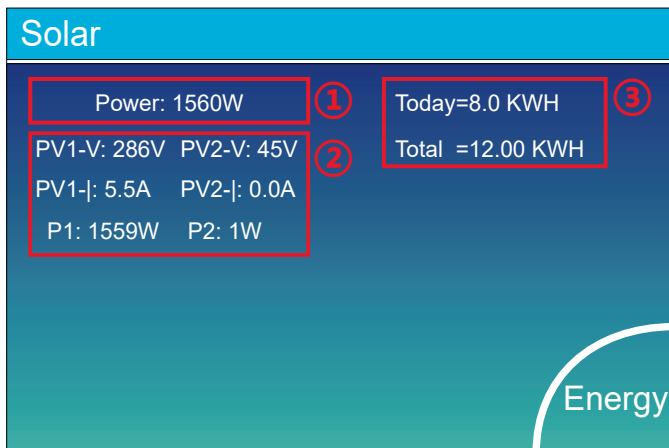 Solar
Power: 1560W ①
PV1-V: 286V PV2-V: 45V
PV1-|: 5.5A PV2-|: 0.0A
P1: 1559W P2: 1W
②
Today=8.0 KWH
Total =12.00 KWH
③
Energy